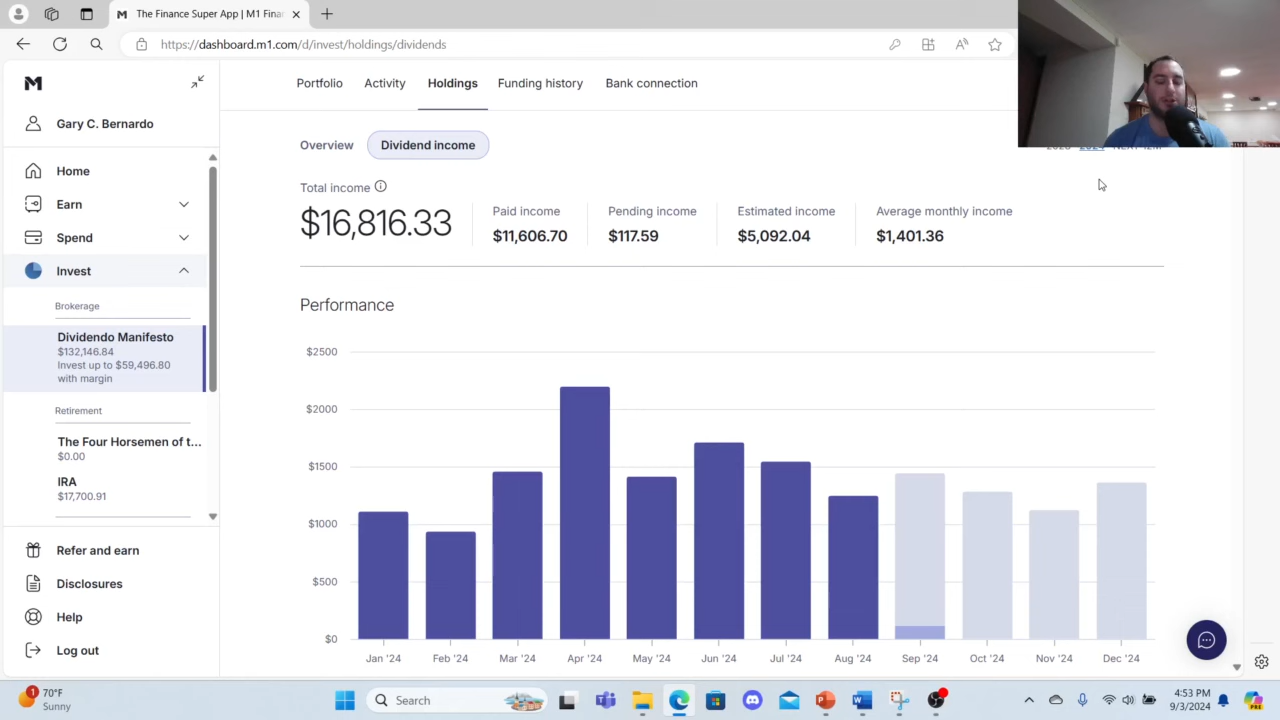 The Finance Super App | M1 Finan
https://dashboard.m1.com/d/invest/holdings/dividends
M
Gary C. Bernardo
Home
Earn
Spend
Invest
Brokerage
Dividendo Manifesto
$132,146.84
Invest up to $59,496.80
with margin
Retirement
The Four Horsemen of t...
$0.00
IRA
$17,700.91
Refer and earn
Disclosures
Help
Log out
Portfolio Activity Holdings Funding history Bank connection
Overview Dividend income
2024
Total income
$16,816.33
Paid income
$11,606.70
Pending income
$117.59
Estimated income
$5,092.04
Average monthly income
$1,401.36
Performance
$2500
$2000
$1500
$1000
$500
$0
Jan '24 Feb '24 Mar '24 Apr '24 May '24 Jun '24 Jul '24 Aug '24 Sep '24 Oct '24 Nov '24 Dec '24
1
70°F
Sunny
Search
4:53 PM
9/3/2024